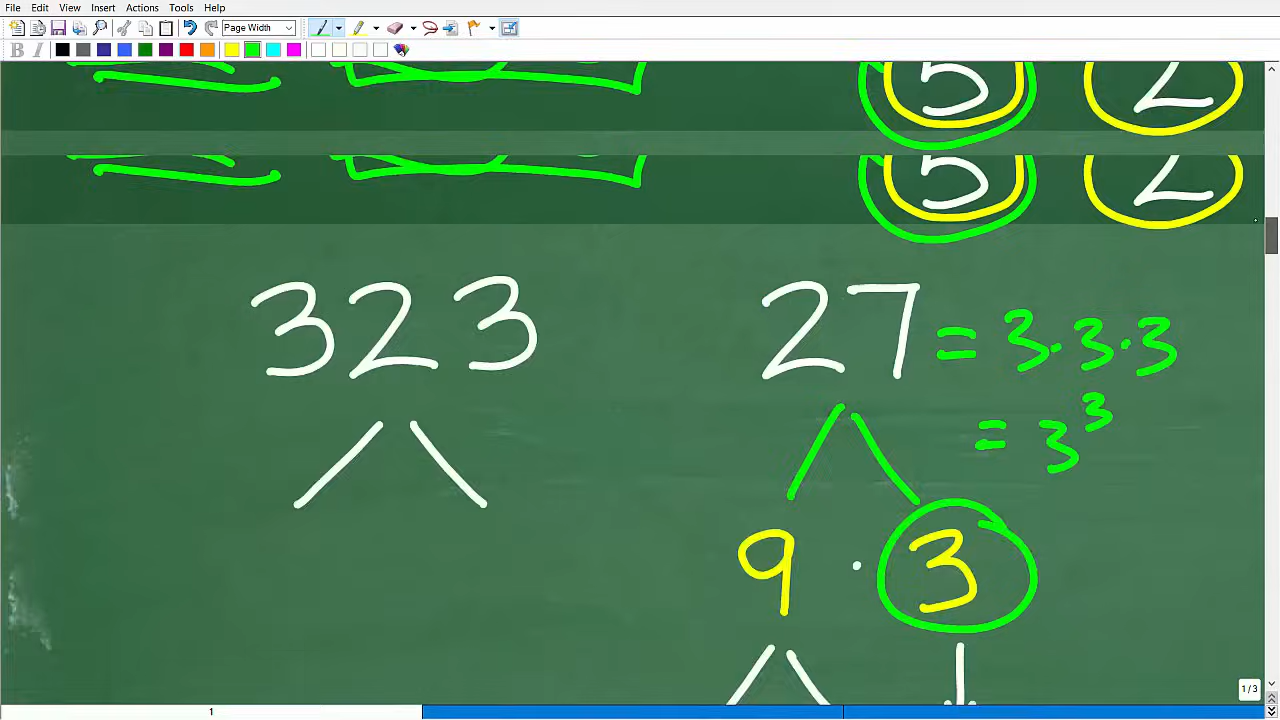 File Edit View Insert Actions Tools Help
Page Width
B I
5 2
5 2
323 27 = 3·3·3
= 3³
9 · 3
1/3
1